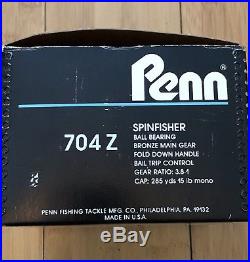 Penn®
704 Z
SPINFISHER
BALL BEARING
BRONZE MAIN GEAR
FOLD DOWN HANDLE
BAIL TRIP CONTROL
GEAR RATIO: 3.8-1
CAP: 285 yds 15 lb mono
PENN FISHING TACKLE MFG. CO. PHILADELPHIA, PA. 19132
MADE IN U.S.A.